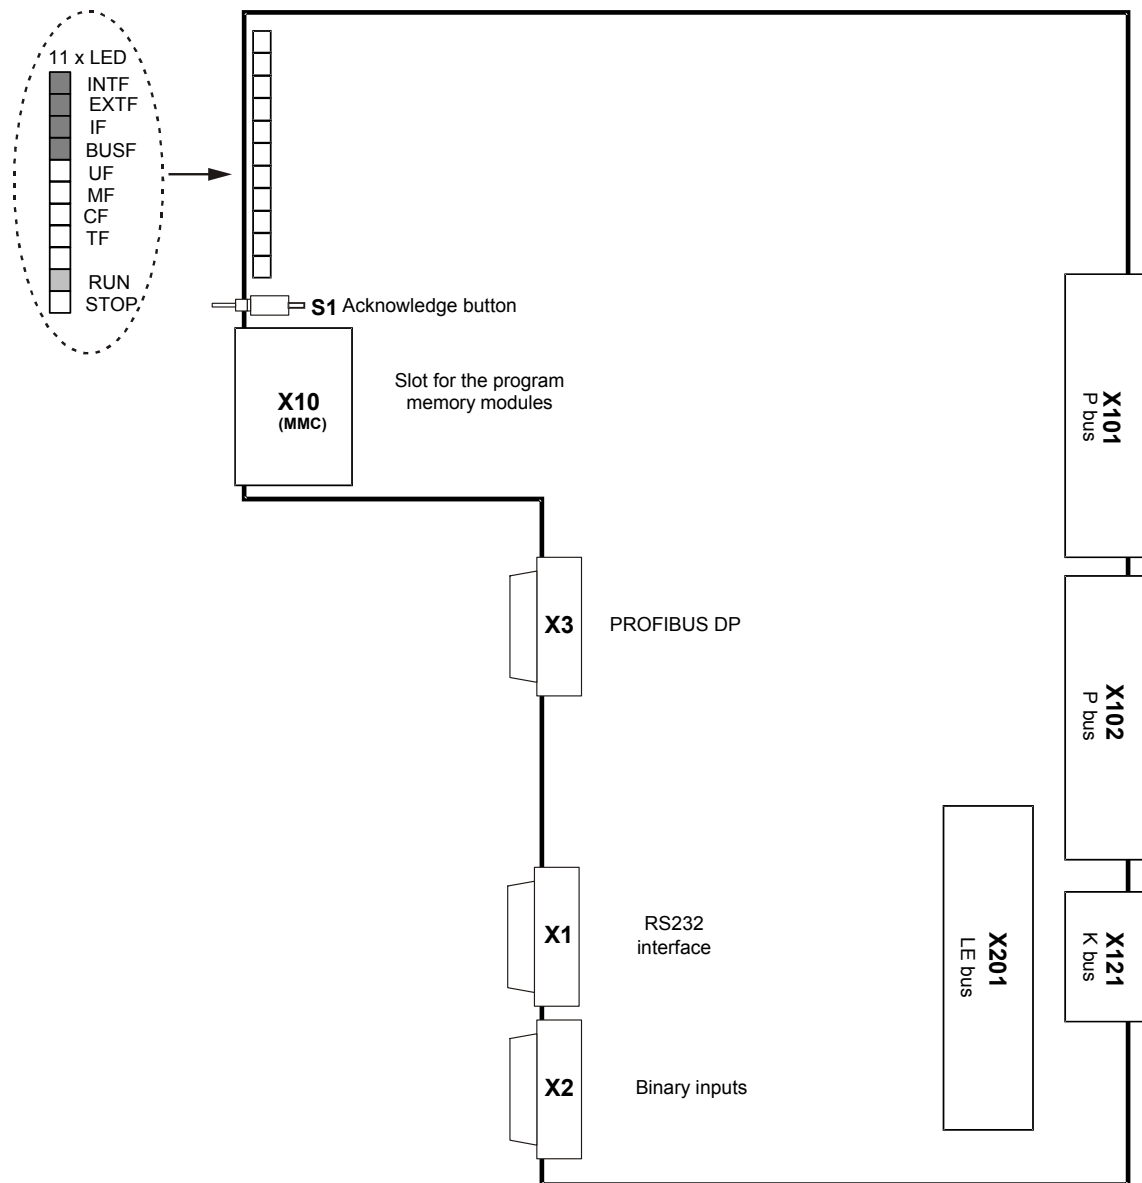 11 x LED
INTF
EXTF
IF
BUSF
UF
MF
CF
TF
RUN
STOP
S1 Acknowledge button
X10
(MMC)
Slot for the program
memory modules
X101
P bus
X3
PROFIBUS DP
X102
P bus
X1
RS232
interface
X201
LE bus
X121
K bus
X2
Binary inputs